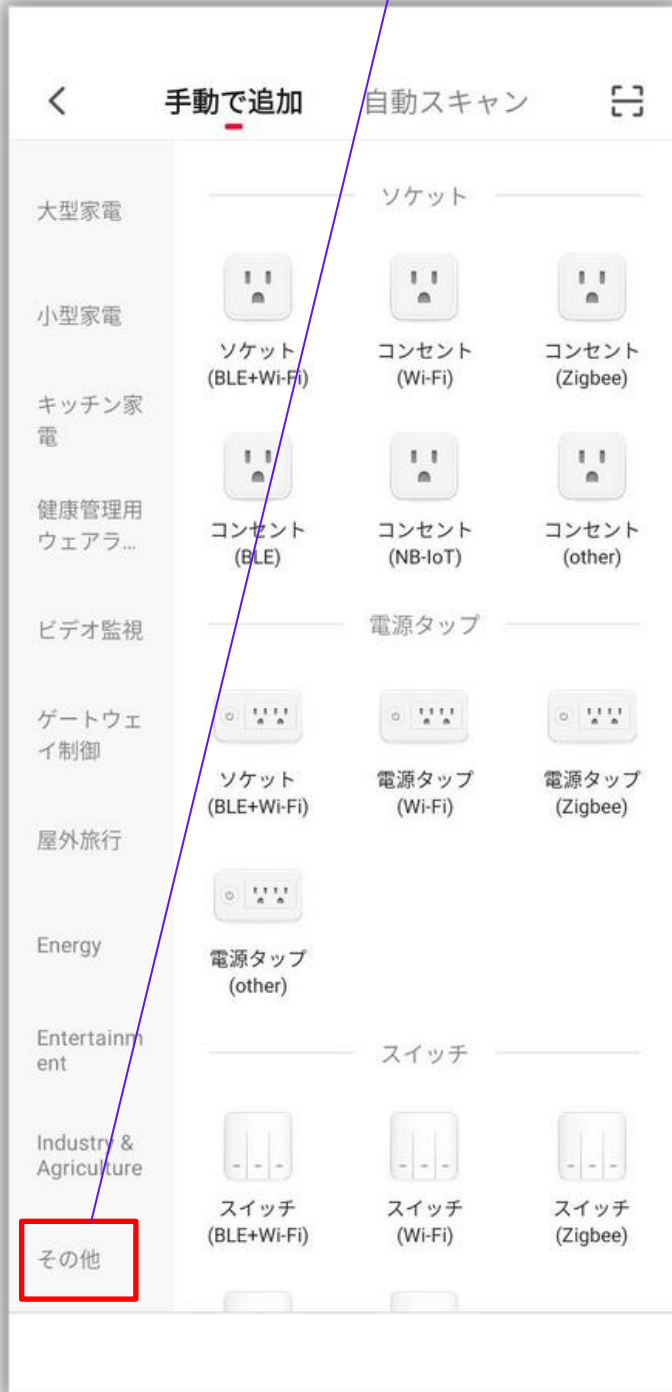 手動で追加
自動スキャン
大型家電
小型家電
キッチン家
電
健康管理用
ウェアラ...
ビデオ監視
ゲートウェ
イ制御
屋外旅行
Energy
Entertainm
ent
Industry &
Agriculture
その他
ソケット
ソケット
(BLE+Wi-Fi)
コンセント
(Wi-Fi)
コンセント
(Zigbee)
コンセント
(BLE)
コンセント
(NB-IoT)
コンセント
(other)
電源タップ
ソケット
(BLE+Wi-Fi)
電源タップ
(Wi-Fi)
電源タップ
(Zigbee)
電源タップ
(other)
スイッチ
スイッチ
(BLE+Wi-Fi)
スイッチ
(Wi-Fi)
スイッチ
(Zigbee)